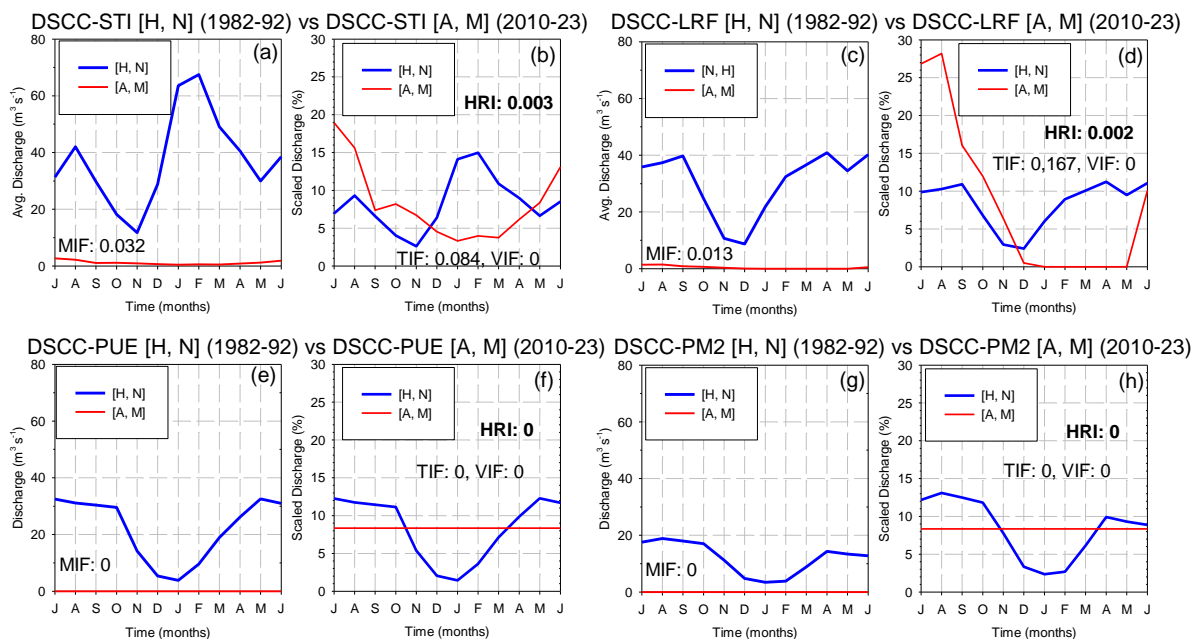 DSCC-STI [H, N] (1982-92) vs DSCC-STI [A, M] (2010-23)
DSCC-LRF [H, N] (1982-92) vs DSCC-LRF [A, M] (2010-23)
(a)
[H, N]
[A, M]
MIF: 0.032
Avg. Discharge (m³ s⁻¹)
80
60
40
20
0
J A S O N D J F M A M J
Time (months)
(b)
[H, N]
[A, M]
HRI: 0.003
TIF: 0.084, VIF: 0
Scaled Discharge (%)
30
25
20
15
10
5
0
J A S O N D J F M A M J
Time (months)
(c)
[N, H]
[A, M]
MIF: 0.013
Avg. Discharge (m³ s⁻¹)
80
60
40
20
0
J A S O N D J F M A M J
Time (months)
(d)
[H, N]
[A, M]
HRI: 0.002
TIF: 0,167, VIF: 0
Scaled Discharge (%)
30
25
20
15
10
5
0
J A S O N D J F M A M J
Time (months)
DSCC-PUE [H, N] (1982-92) vs DSCC-PUE [A, M] (2010-23)
DSCC-PM2 [H, N] (1982-92) vs DSCC-PM2 [A, M] (2010-23)
(e)
[H, N]
[A, M]
MIF: 0
Discharge (m³ s⁻¹)
80
60
40
20
0
J A S O N D J F M A M J
Time (months)
(f)
[H, N]
[A, M]
HRI: 0
TIF: 0, VIF: 0
Scaled Discharge (%)
30
25
20
15
10
5
0
J A S O N D J F M A M J
Time (months)
(g)
[H, N]
[A, M]
MIF: 0
Discharge (m³ s⁻¹)
80
60
40
20
0
J A S O N D J F M A M J
Time (months)
(h)
[H, N]
[A, M]
HRI: 0
TIF: 0, VIF: 0
Scaled Discharge (%)
30
25
20
15
10
5
0
J A S O N D J F M A M J
Time (months)